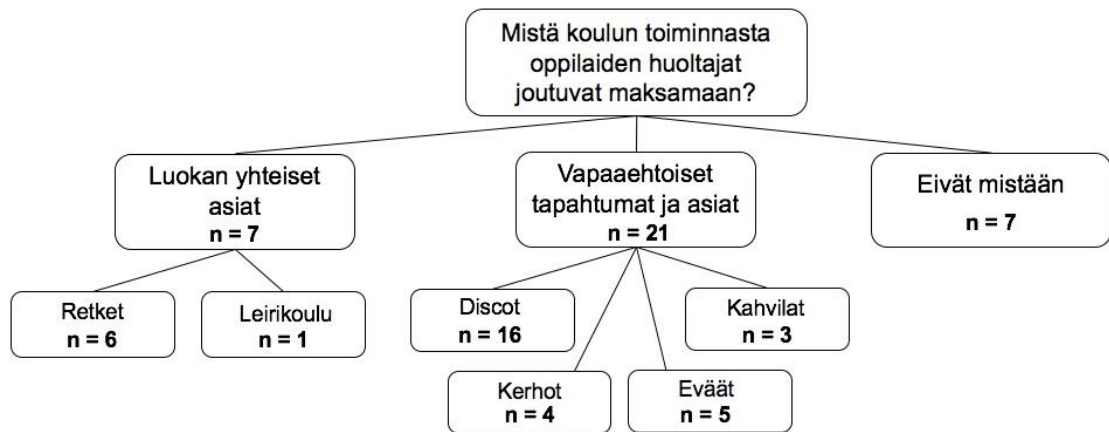 Mistä koulun toiminnasta
oppilaiden huoltajat
joutuvat maksamaan?
Luokan yhteiset
asiat
n = 7
Vapaaehtoiset
tapahtumat ja asiat
n = 21
Eivät mistään
n = 7
Retket
n = 6
Leirikoulu
n = 1
Discot
n = 16
Kahvilat
n = 3
Kerhot
n = 4
Eväät
n = 5